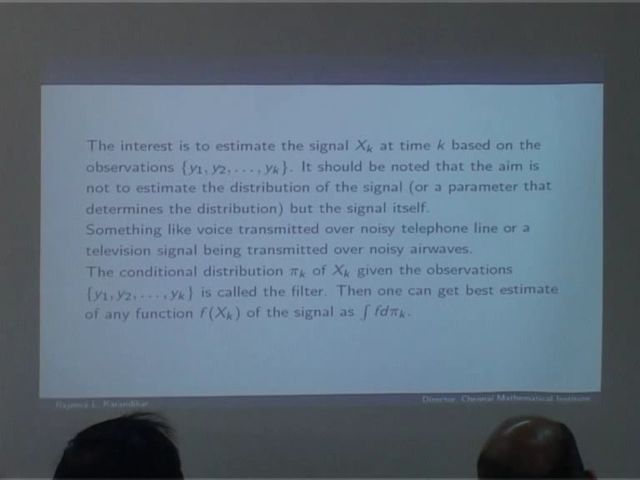 The interest is to estimate the signal Xₖ at time k based on the
observations {y₁, y₂, . . . , yₖ}. It should be noted that the aim is
not to estimate the distribution of the signal (or a parameter that
determines the distribution) but the signal itself.
Something like voice transmitted over noisy telephone line or a
television signal being transmitted over noisy airwaves.
The conditional distribution πₖ of Xₖ given the observations
{y₁, y₂, . . . , yₖ} is called the filter. Then one can get best estimate
of any function f(Xₖ) of the signal as ∫ fdπₖ.
Rajeeva L. Karandikar
Director, Chennai Mathematical Institute